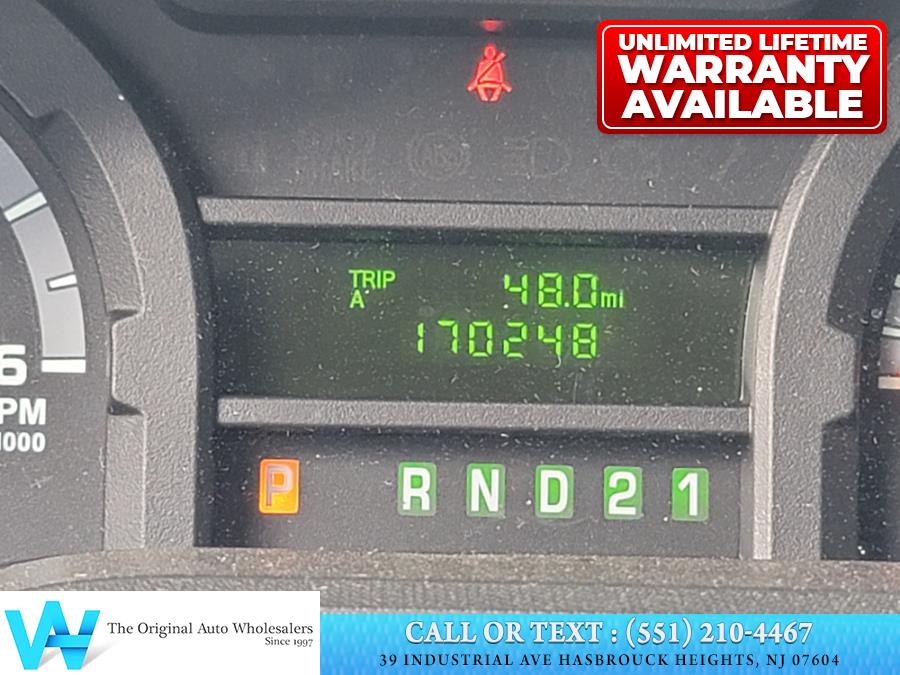 UNLIMITED LIFETIME
WARRANTY
AVAILABLE
TRIP
A
48.0mi
170248
6
PM
1000
P R N D 2 1
The Original Auto Wholesalers
Since 1997
CALL OR TEXT : (551) 210-4467
39 INDUSTRIAL AVE HASBROUCK HEIGHTS, NJ 07604